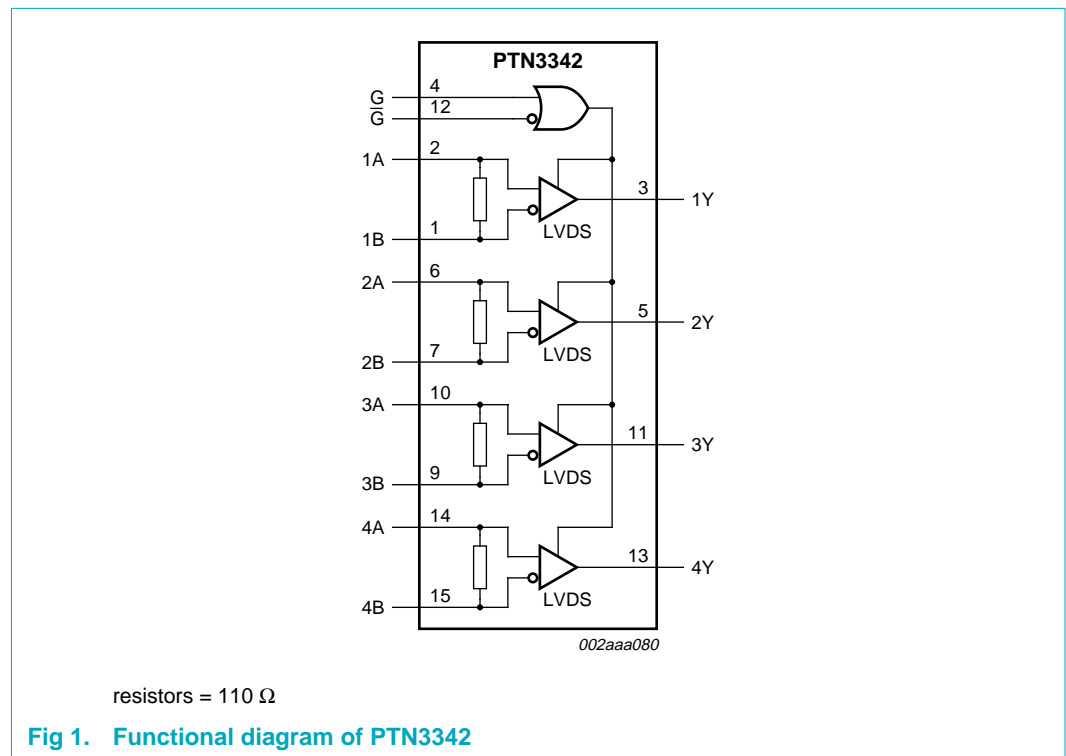 PTN3342
G 4
G̅ 12
1A 2
3 1Y
LVDS
1B 1
2A 6
5 2Y
LVDS
2B 7
3A 10
11 3Y
LVDS
3B 9
4A 14
13 4Y
LVDS
4B 15
002aaa080
resistors = 110 Ω
Fig 1. Functional diagram of PTN3342